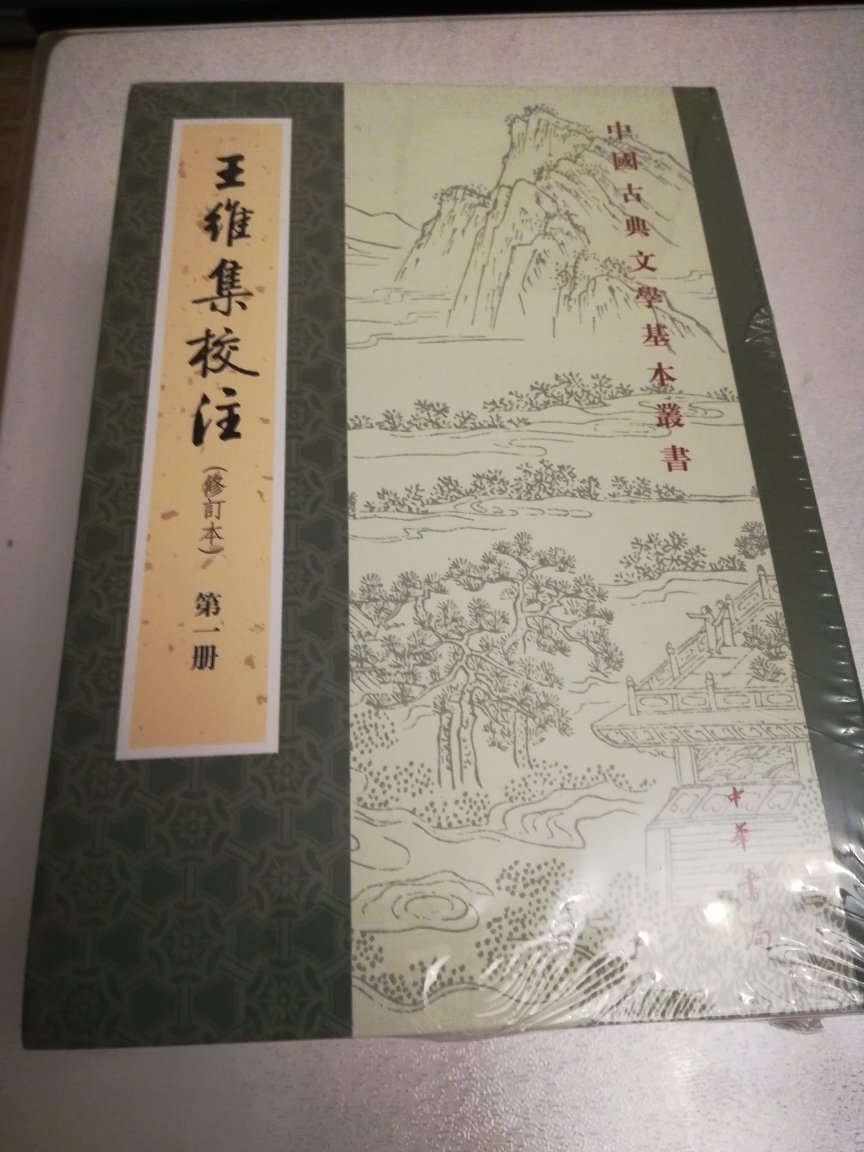 中國古典文學基本叢書
王維集校注
（修訂本）
第一册
中華書局